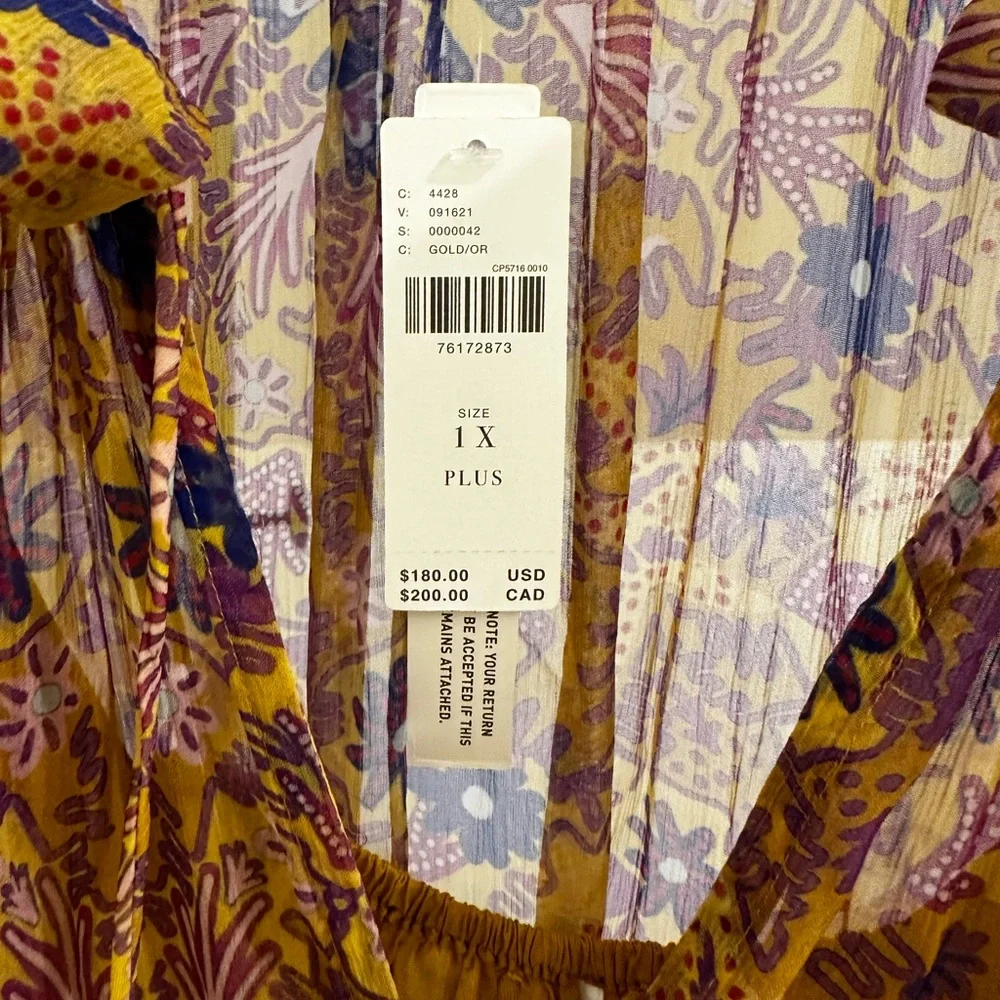 C: 4428
V: 091621
S: 0000042
C: GOLD/OR
CP5716 0010
76172873
SIZE
1 X
PLUS
$180.00 USD
$200.00 CAD
NOTE: YOUR RETURN
BE ACCEPTED IF THIS
MAINS ATTACHED.